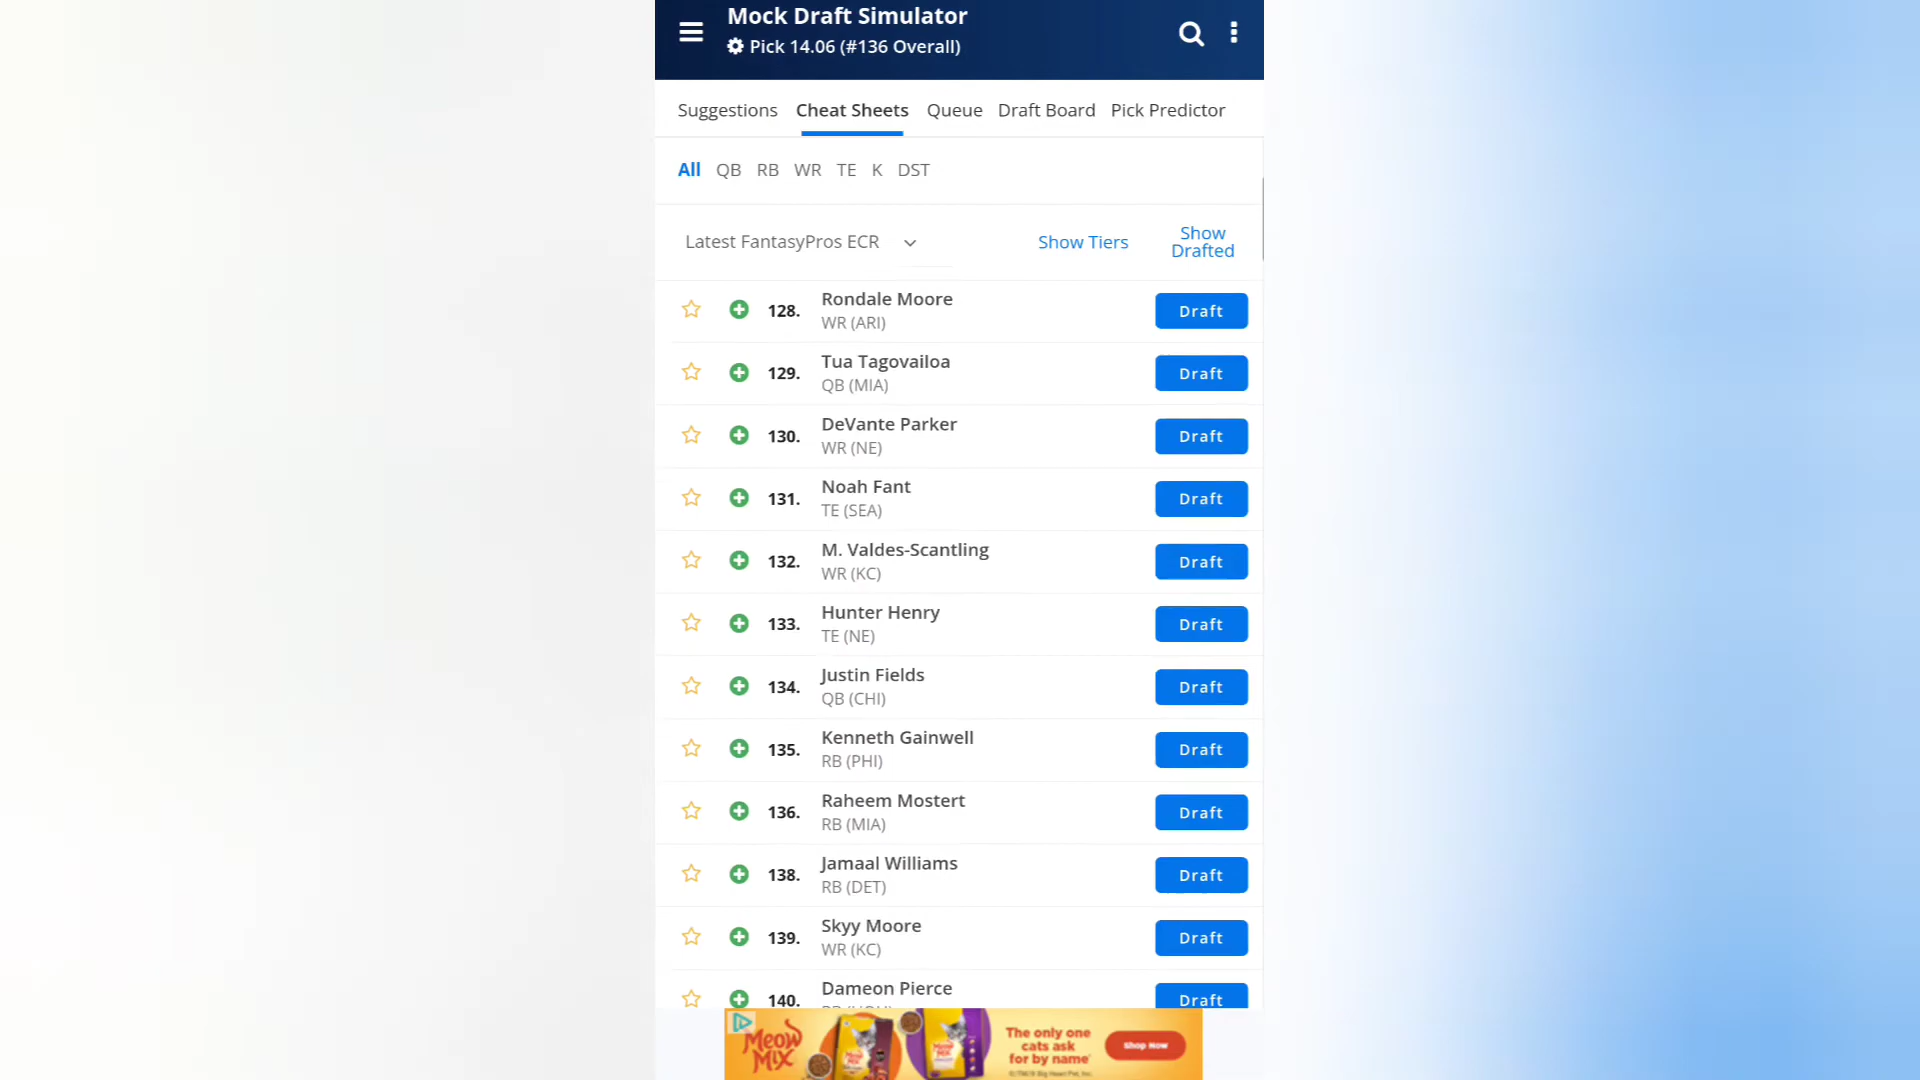 Mock Draft Simulator
Pick 14.06 (#136 Overall)
Suggestions Cheat Sheets Queue Draft Board Pick Predictor
All QB RB WR TE K DST
Latest FantasyPros ECR Show Tiers Show Drafted
128. Rondale Moore Draft
WR (ARI)
129. Tua Tagovailoa Draft
QB (MIA)
130. DeVante Parker Draft
WR (NE)
131. Noah Fant Draft
TE (SEA)
132. M. Valdes-Scantling Draft
WR (KC)
133. Hunter Henry Draft
TE (NE)
134. Justin Fields Draft
QB (CHI)
135. Kenneth Gainwell Draft
RB (PHI)
136. Raheem Mostert Draft
RB (MIA)
138. Jamaal Williams Draft
RB (DET)
139. Skyy Moore Draft
WR (KC)
140. Dameon Pierce Draft
MEOW MIX
The only one
cats ask
for by name
Shop Now